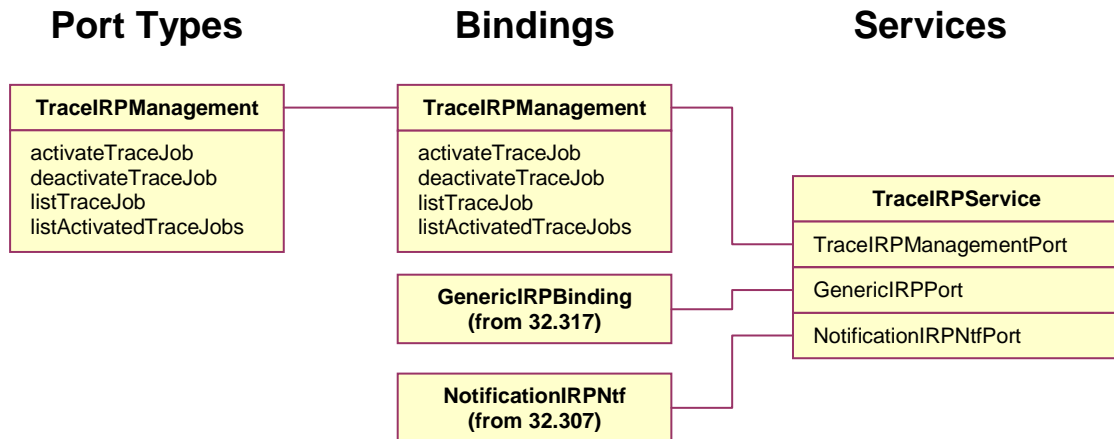 Port Types
Bindings
Services
TraceIRPManagement
activateTraceJob
deactivateTraceJob
listTraceJob
listActivatedTraceJobs
TraceIRPManagement
activateTraceJob
deactivateTraceJob
listTraceJob
listActivatedTraceJobs
GenericIRPBinding
(from 32.317)
NotificationIRPNtf
(from 32.307)
TraceIRPService
TraceIRPManagementPort
GenericIRPPort
NotificationIRPNtfPort